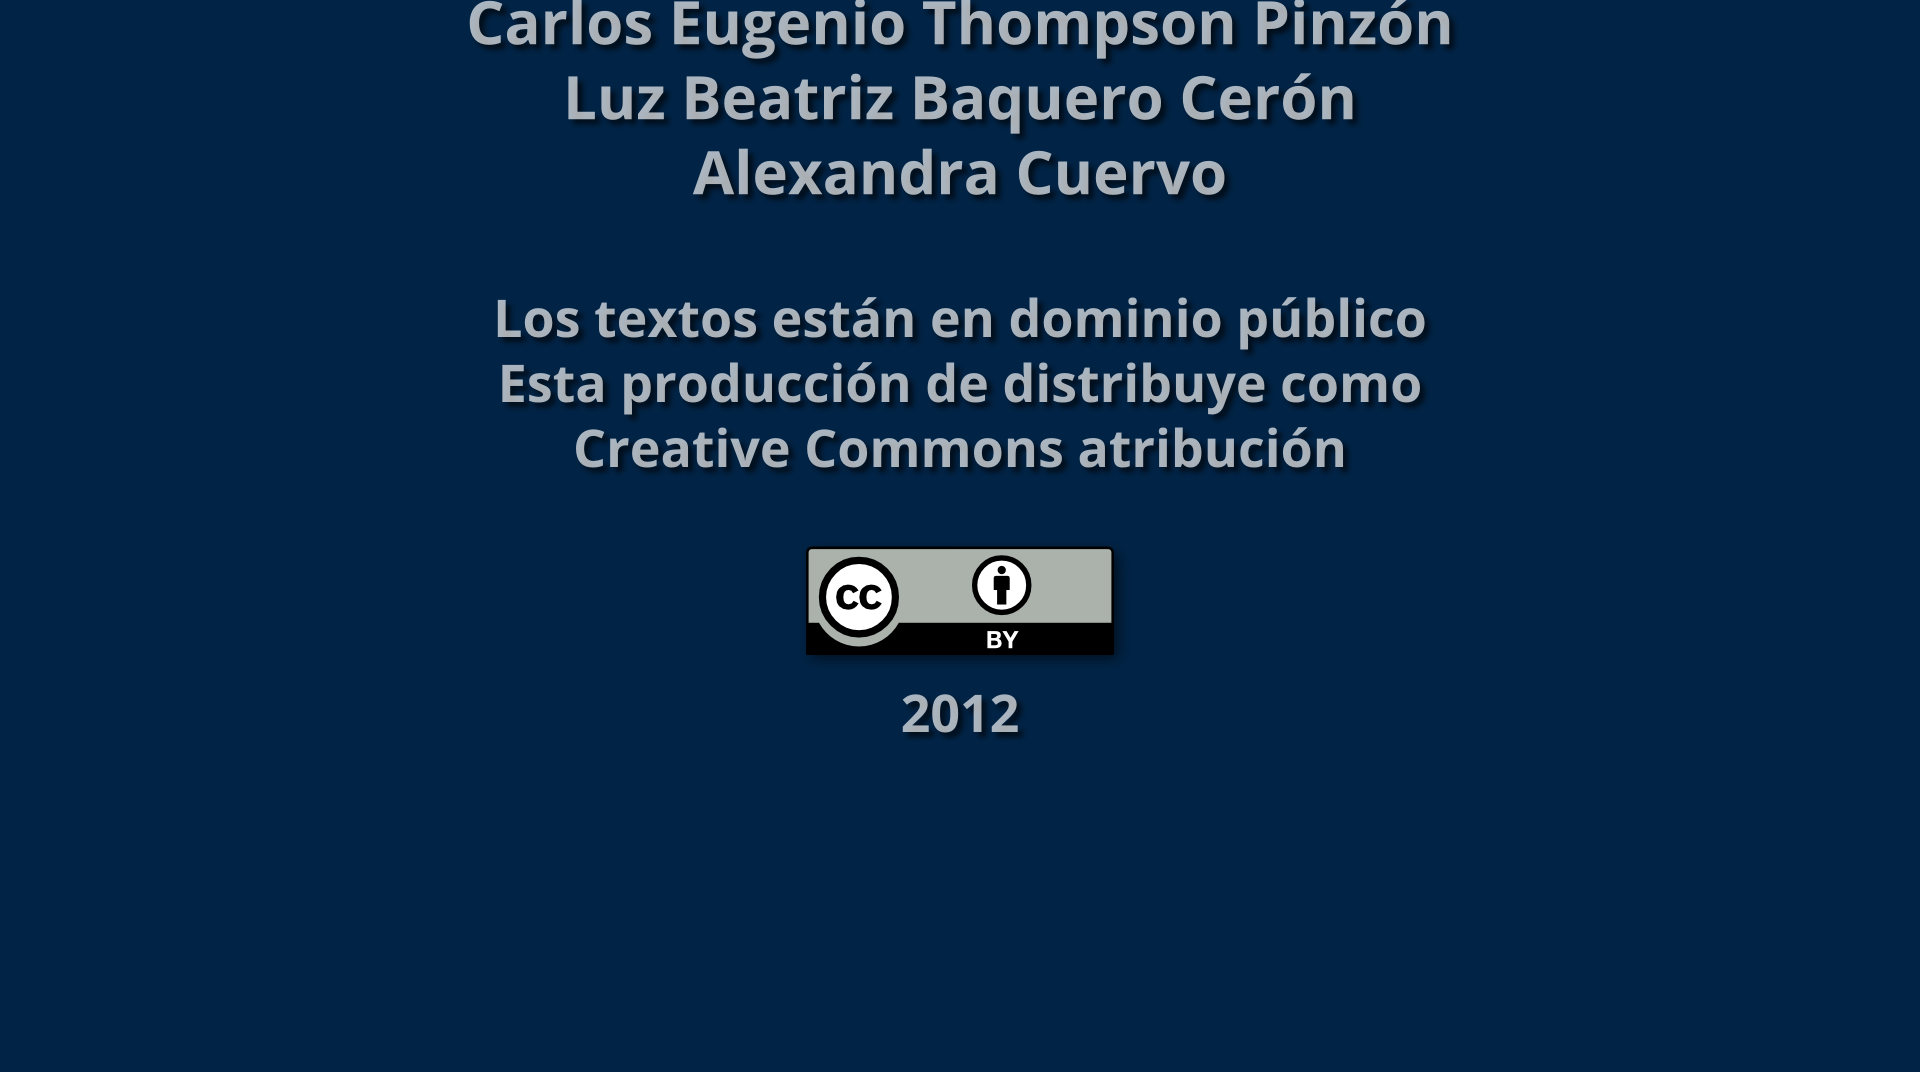 Carlos Eugenio Thompson Pinzón
Luz Beatriz Baquero Cerón
Alexandra Cuervo
Los textos están en dominio público
Esta producción de distribuye como
Creative Commons atribución
cc
BY
2012